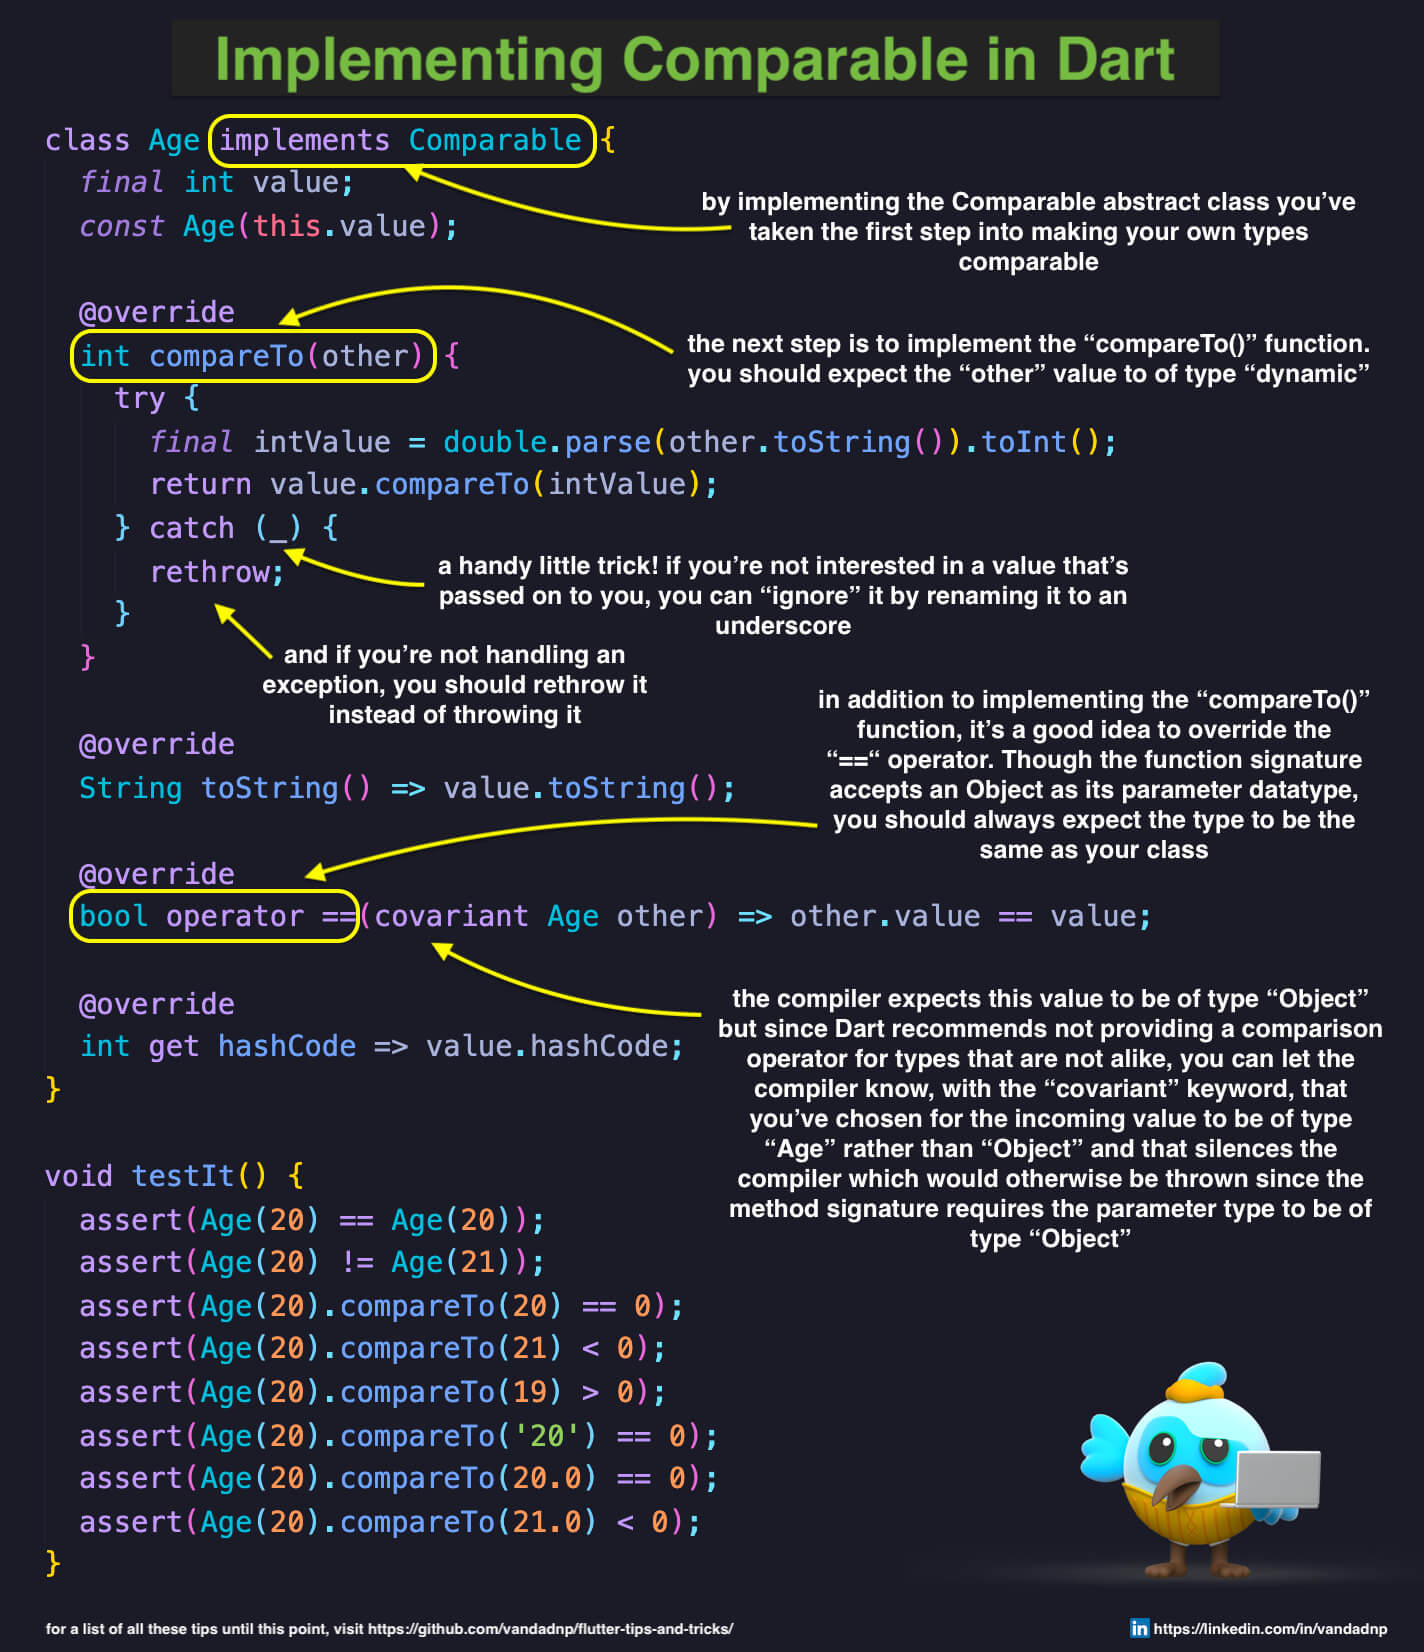 Implementing Comparable in Dart
class Age implements Comparable {
final int value;
const Age(this.value);
by implementing the Comparable abstract class you’ve
taken the first step into making your own types
comparable
@override
int compareTo(other) {
the next step is to implement the “compareTo()” function.
you should expect the “other” value to of type “dynamic”
try {
final intValue = double.parse(other.toString()).toInt();
return value.compareTo(intValue);
} catch (_) {
rethrow;
a handy little trick! if you’re not interested in a value that’s
passed on to you, you can “ignore” it by renaming it to an
underscore
}
}
and if you’re not handling an
exception, you should rethrow it
instead of throwing it
in addition to implementing the “compareTo()”
function, it’s a good idea to override the
“==“ operator. Though the function signature
accepts an Object as its parameter datatype,
you should always expect the type to be the
same as your class
@override
String toString() => value.toString();
@override
bool operator ==(covariant Age other) => other.value == value;
@override
int get hashCode => value.hashCode;
}
the compiler expects this value to be of type “Object”
but since Dart recommends not providing a comparison
operator for types that are not alike, you can let the
compiler know, with the “covariant” keyword, that
you’ve chosen for the incoming value to be of type
“Age” rather than “Object” and that silences the
compiler which would otherwise be thrown since the
method signature requires the parameter type to be of
type “Object”
void testIt() {
assert(Age(20) == Age(20));
assert(Age(20) != Age(21));
assert(Age(20).compareTo(20) == 0);
assert(Age(20).compareTo(21) < 0);
assert(Age(20).compareTo(19) > 0);
assert(Age(20).compareTo('20') == 0);
assert(Age(20).compareTo(20.0) == 0);
assert(Age(20).compareTo(21.0) < 0);
}
for a list of all these tips until this point, visit https://github.com/vandadnp/flutter-tips-and-tricks/
in https://linkedin.com/in/vandadnp